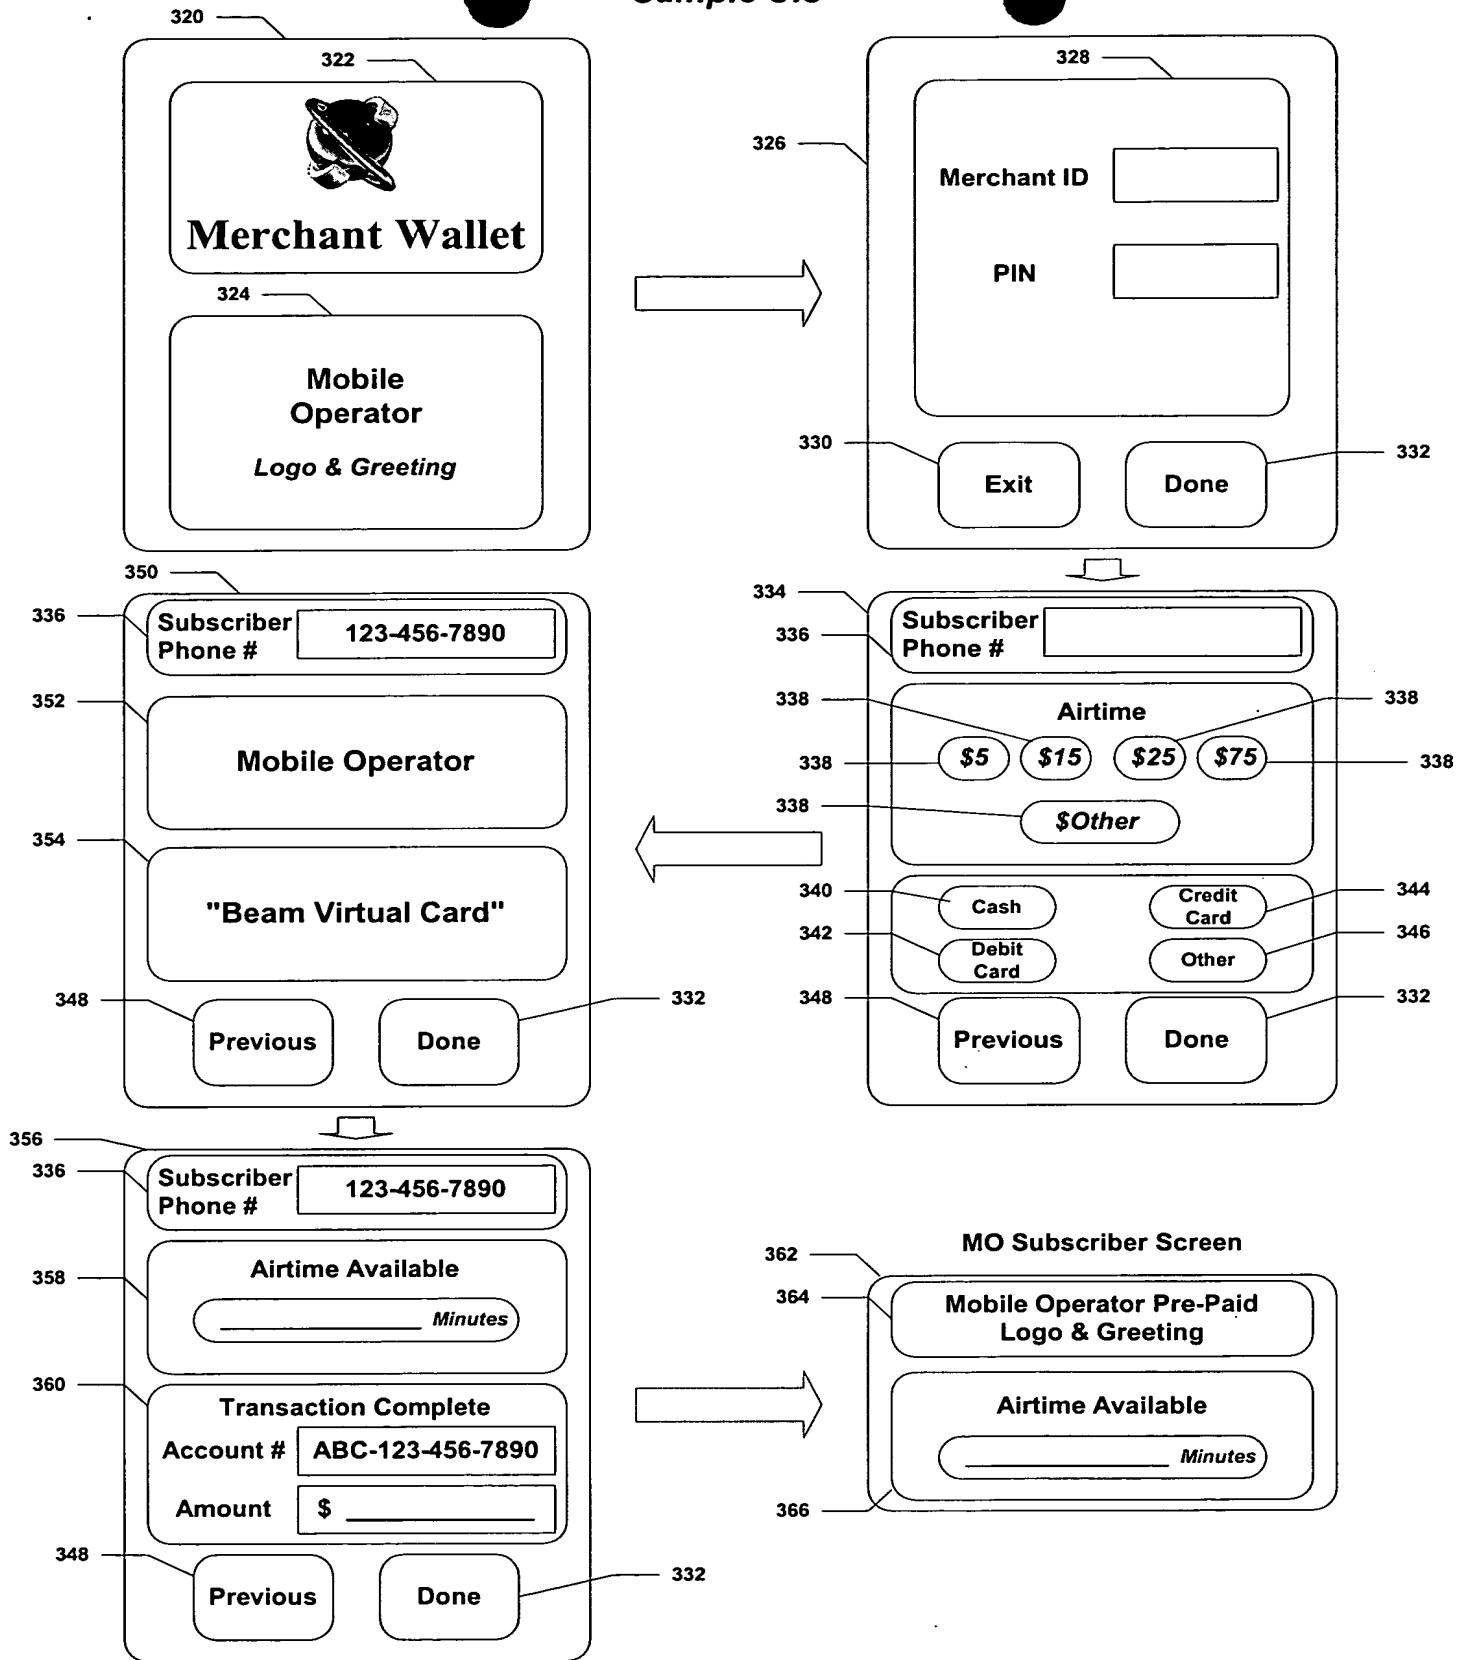 320
322
Merchant Wallet
324
Mobile
Operator
Logo & Greeting
328
326
Merchant ID
PIN
330
332
Exit
Done
350
336
Subscriber
Phone #
123-456-7890
352
Mobile Operator
354
"Beam Virtual Card"
348
332
Previous
Done
334
336
Subscriber
Phone #
338
338
Airtime
338
$5
$15
$25
$75
338
338
$Other
340
344
Cash
Credit
Card
342
346
Debit
Card
Other
348
332
Previous
Done
356
336
Subscriber
Phone #
123-456-7890
358
Airtime Available
Minutes
360
Transaction Complete
Account #
ABC-123-456-7890
Amount
$
348
332
Previous
Done
MO Subscriber Screen
362
364
Mobile Operator Pre-Paid
Logo & Greeting
Airtime Available
Minutes
366